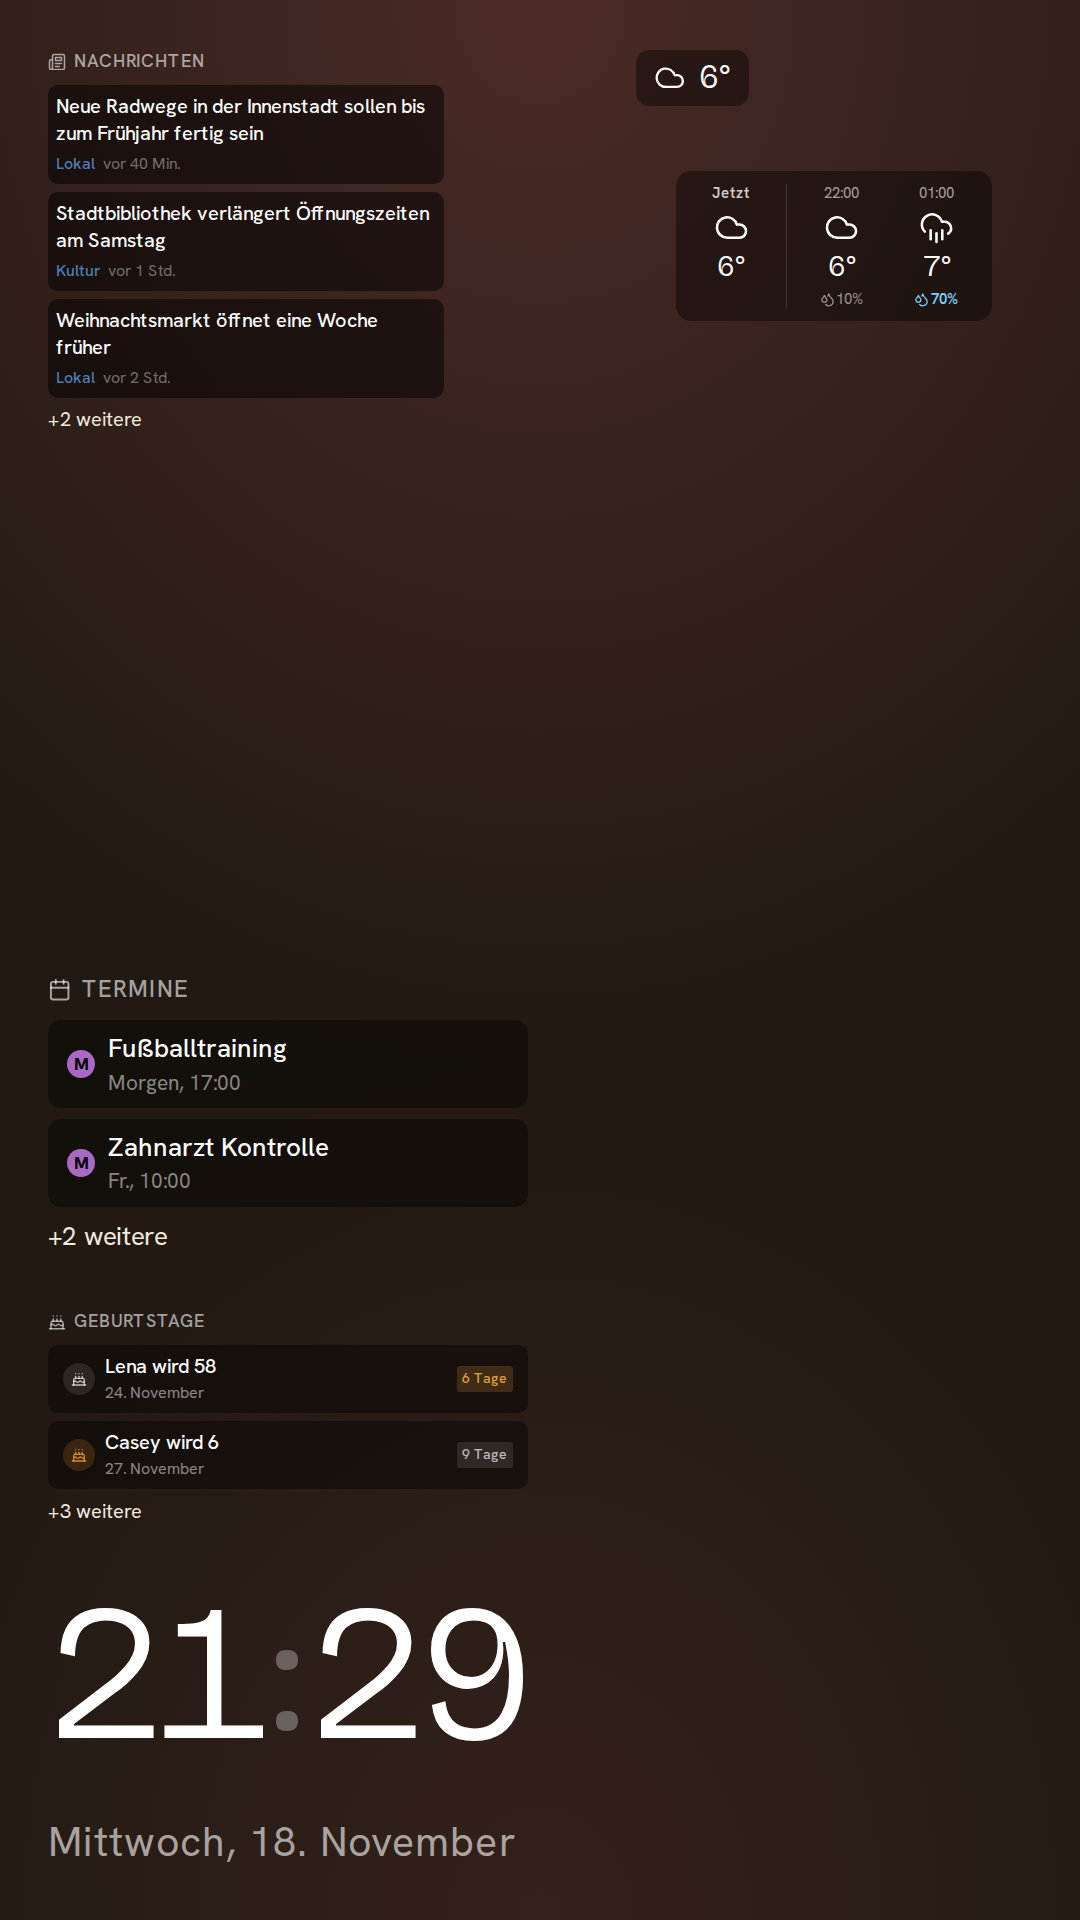 NACHRICHTEN
Neue Radwege in der Innenstadt sollen bis
zum Frühjahr fertig sein
Lokal vor 40 Min.
Stadtbibliothek verlängert Öffnungszeiten
am Samstag
Kultur vor 1 Std.
Weihnachtsmarkt öffnet eine Woche
früher
Lokal vor 2 Std.
+2 weitere
6°
Jetzt 22:00 01:00
6° 6° 7°
10% 70%
TERMINE
M
Fußballtraining
Morgen, 17:00
M
Zahnarzt Kontrolle
Fr., 10:00
+2 weitere
GEBURTSTAGE
Lena wird 58
24. November
6 Tage
Casey wird 6
27. November
9 Tage
+3 weitere
21:29
Mittwoch, 18. November